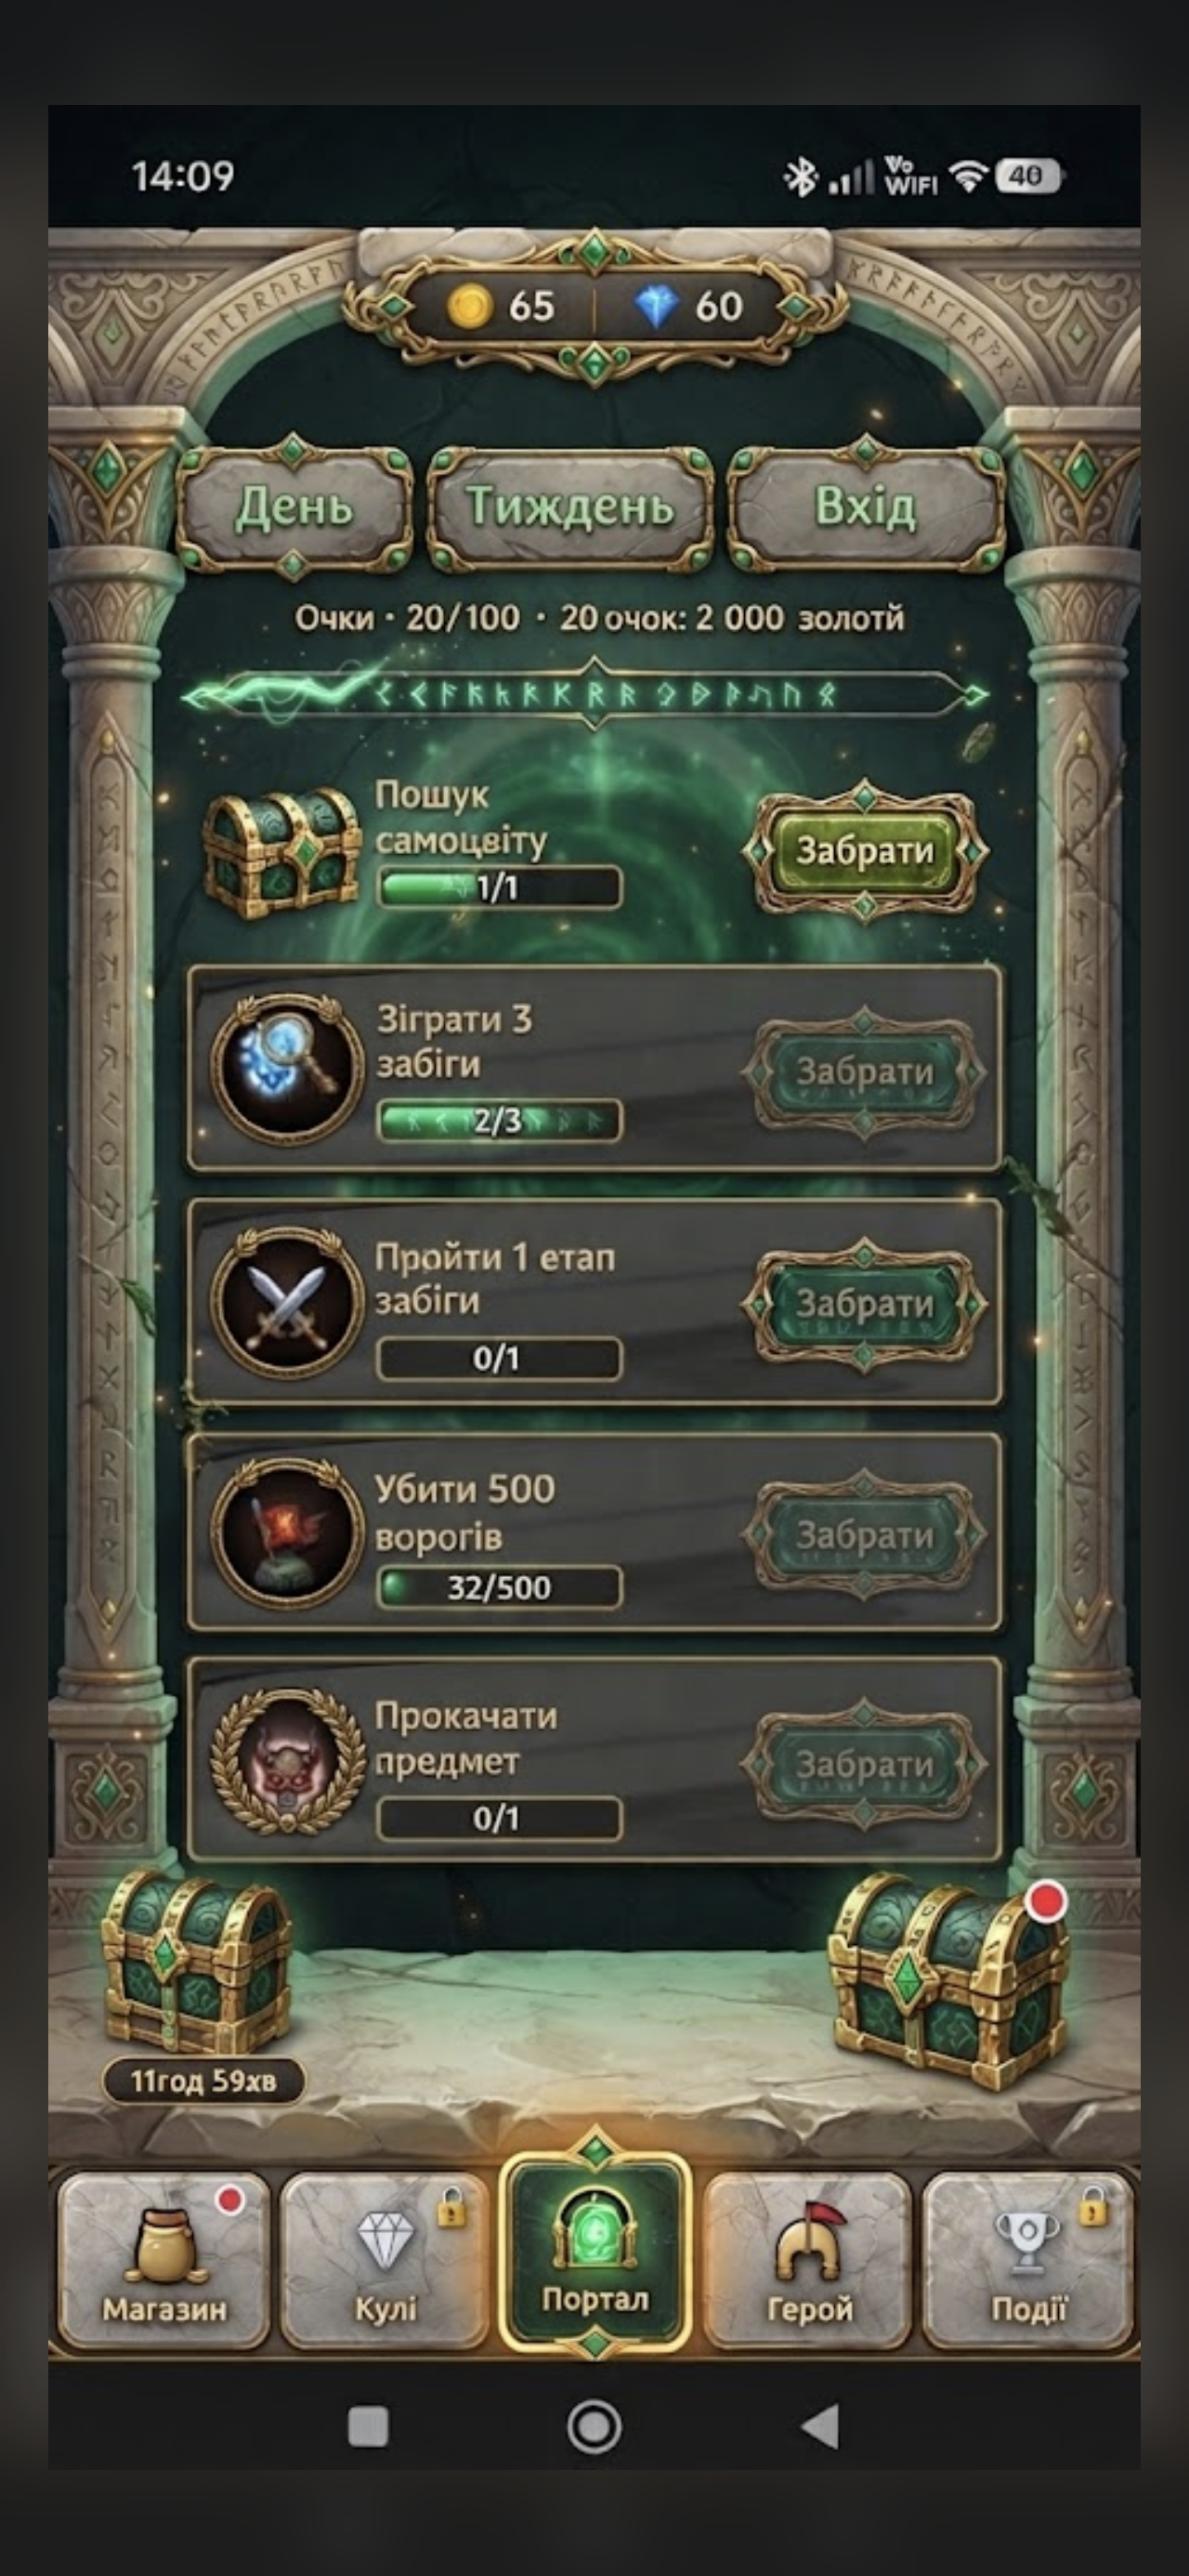 14:09
Vo WIFI 40
65 60
День Тиждень Вхід
Очки • 20/100 • 20 очок: 2 000 золотй
Пошук
самоцвіту
1/1
Забрати
Зіграти 3
забіги
2/3
Забрати
Пройти 1 етап
забіги
0/1
Забрати
Убити 500
ворогів
32/500
Забрати
Прокачати
предмет
0/1
Забрати
11год 59хв
Магазин Кулі Портал Герой Події